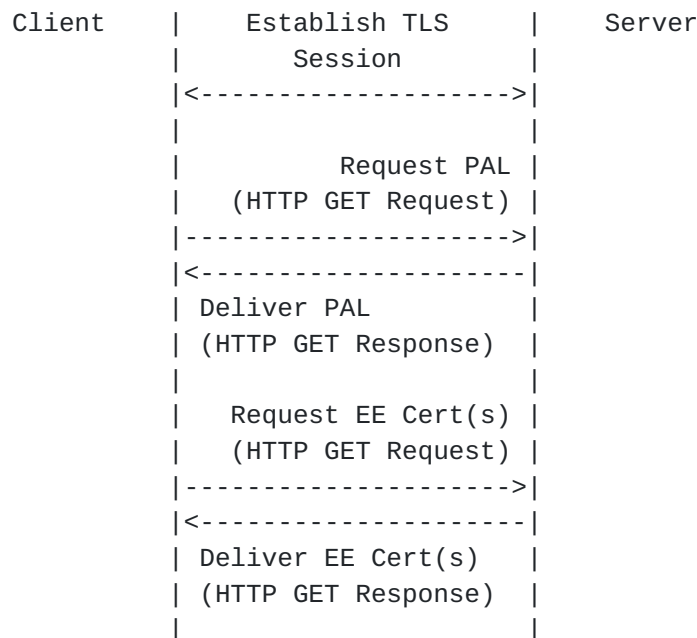 Client    |    Establish TLS     |    Server
          |       Session        |
          |<-------------------->|
          |                      |
          |          Request PAL |
          |   (HTTP GET Request) |
          |--------------------->|
          |<---------------------|
          | Deliver PAL          |
          | (HTTP GET Response)  |
          |                      |
          |   Request EE Cert(s) |
          |   (HTTP GET Request) |
          |--------------------->|
          |<---------------------|
          | Deliver EE Cert(s)   |
          | (HTTP GET Response)  |
          |                      |